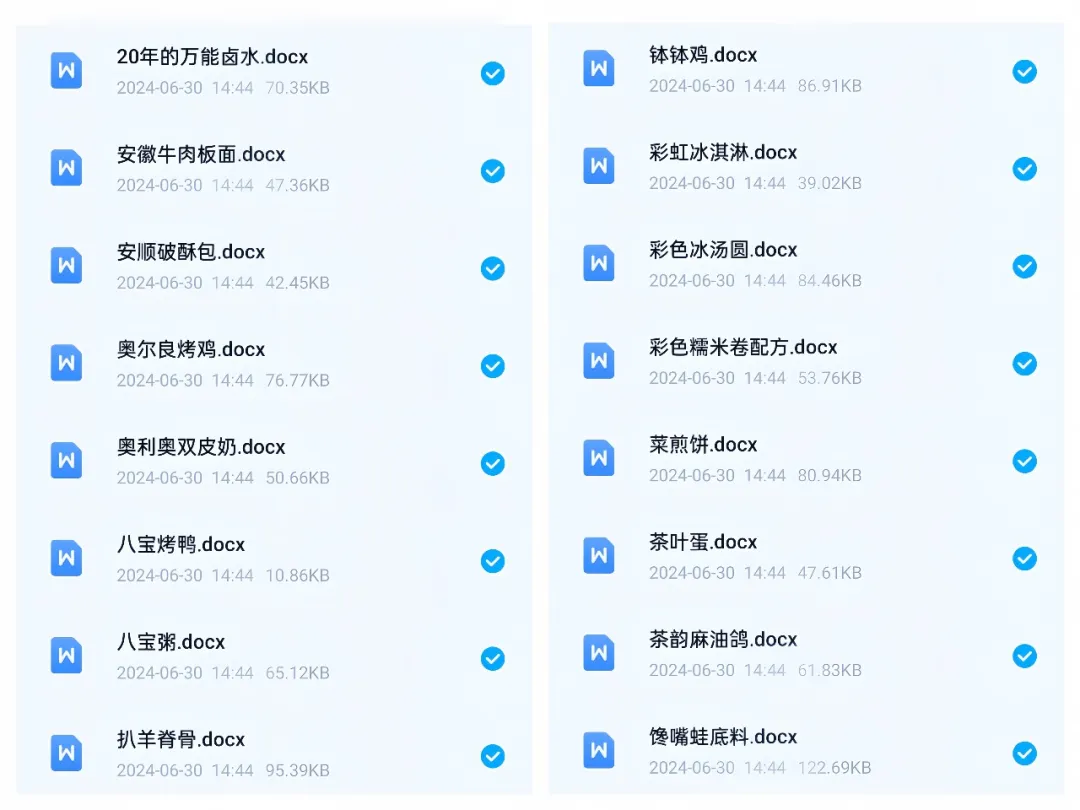 20年的万能卤水.docx
2024-06-30 14:44 70.35KB
安徽牛肉板面.docx
2024-06-30 14:44 47.36KB
安顺破酥包.docx
2024-06-30 14:44 42.45KB
奥尔良烤鸡.docx
2024-06-30 14:44 76.77KB
奥利奥双皮奶.docx
2024-06-30 14:44 50.66KB
八宝烤鸭.docx
2024-06-30 14:44 10.86KB
八宝粥.docx
2024-06-30 14:44 65.12KB
扒羊脊骨.docx
2024-06-30 14:44 95.39KB
钵钵鸡.docx
2024-06-30 14:44 86.91KB
彩虹冰淇淋.docx
2024-06-30 14:44 39.02KB
彩色冰汤圆.docx
2024-06-30 14:44 84.46KB
彩色糯米卷配方.docx
2024-06-30 14:44 53.76KB
菜煎饼.docx
2024-06-30 14:44 80.94KB
茶叶蛋.docx
2024-06-30 14:44 47.61KB
茶韵麻油鸽.docx
2024-06-30 14:44 61.83KB
馋嘴蛙底料.docx
2024-06-30 14:44 122.69KB